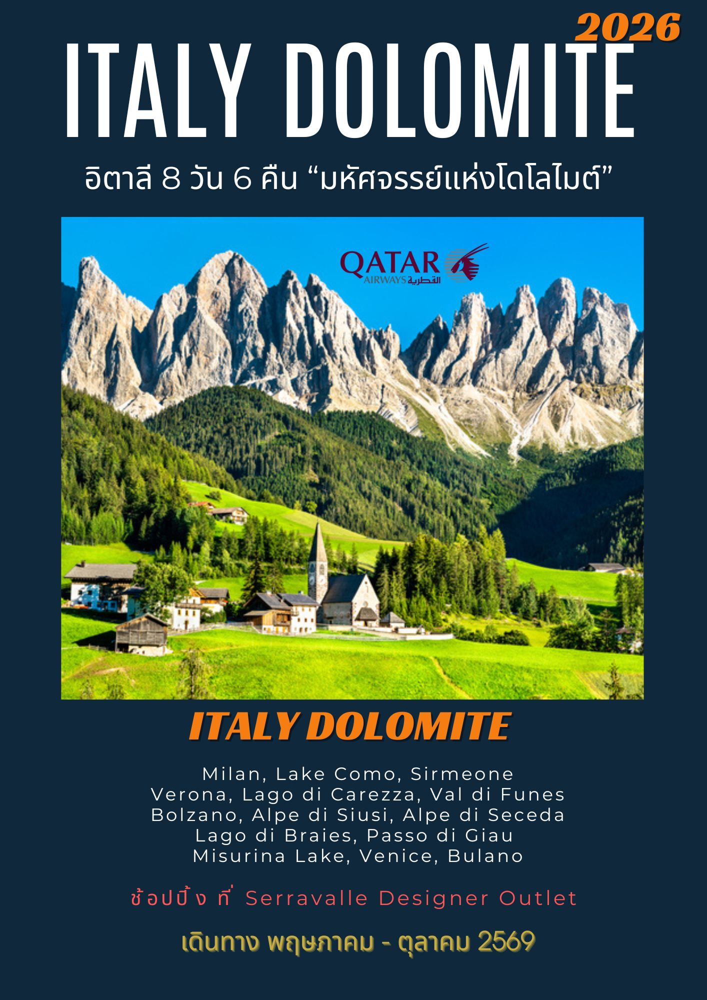 2026
ITALY DOLOMITE
อิตาลี 8 วัน 6 คืน “มหัศจรรย์แห่งโดโลไมต์”
QATAR
AIRWAYS القطرية
ITALY DOLOMITE
Milan, Lake Como, Sirmeone
Verona, Lago di Carezza, Val di Funes
Bolzano, Alpe di Siusi, Alpe di Seceda
Lago di Braies, Passo di Giau
Misurina Lake, Venice, Bulano
ช้อปปิ้ง ที่ Serravalle Designer Outlet
เดินทาง พฤษภาคม - ตุลาคม 2569